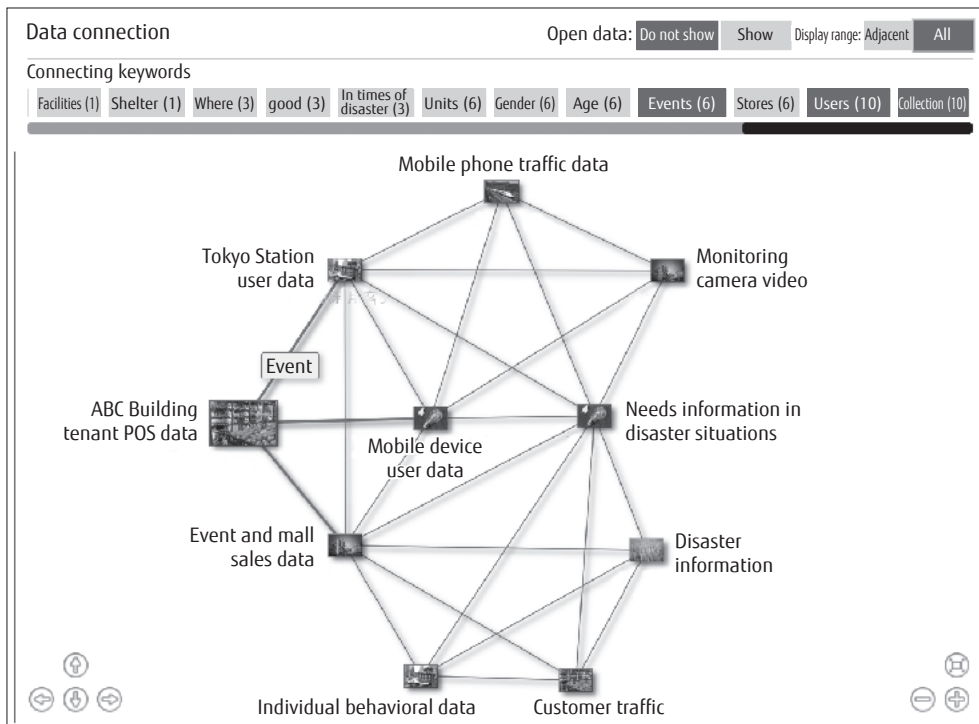 Data connection
Open data: Do not show Show Display range: Adjacent All
Connecting keywords
Facilities (1) Shelter (1) Where (3) good (3) In times of
disaster (3) Units (6) Gender (6) Age (6) Events (6) Stores (6) Users (10) Collection (10)
Mobile phone traffic data
Tokyo Station
user data
Monitoring
camera video
Event
ABC Building
tenant POS data
Mobile device
user data
Needs information in
disaster situations
Event and mall
sales data
Disaster
information
Individual behavioral data
Customer traffic